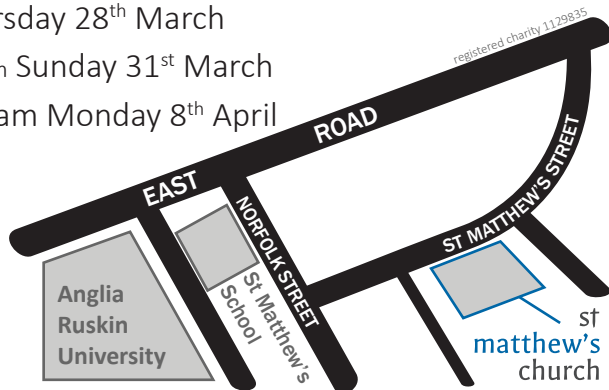 28th March
Sunday 31st March
am Monday 8th April
registered charity 1129835
EAST ROAD
NORFOLK STREET
ST MATTHEW'S STREET
St Matthew's
School
Anglia
Ruskin
University
st
matthew's
church